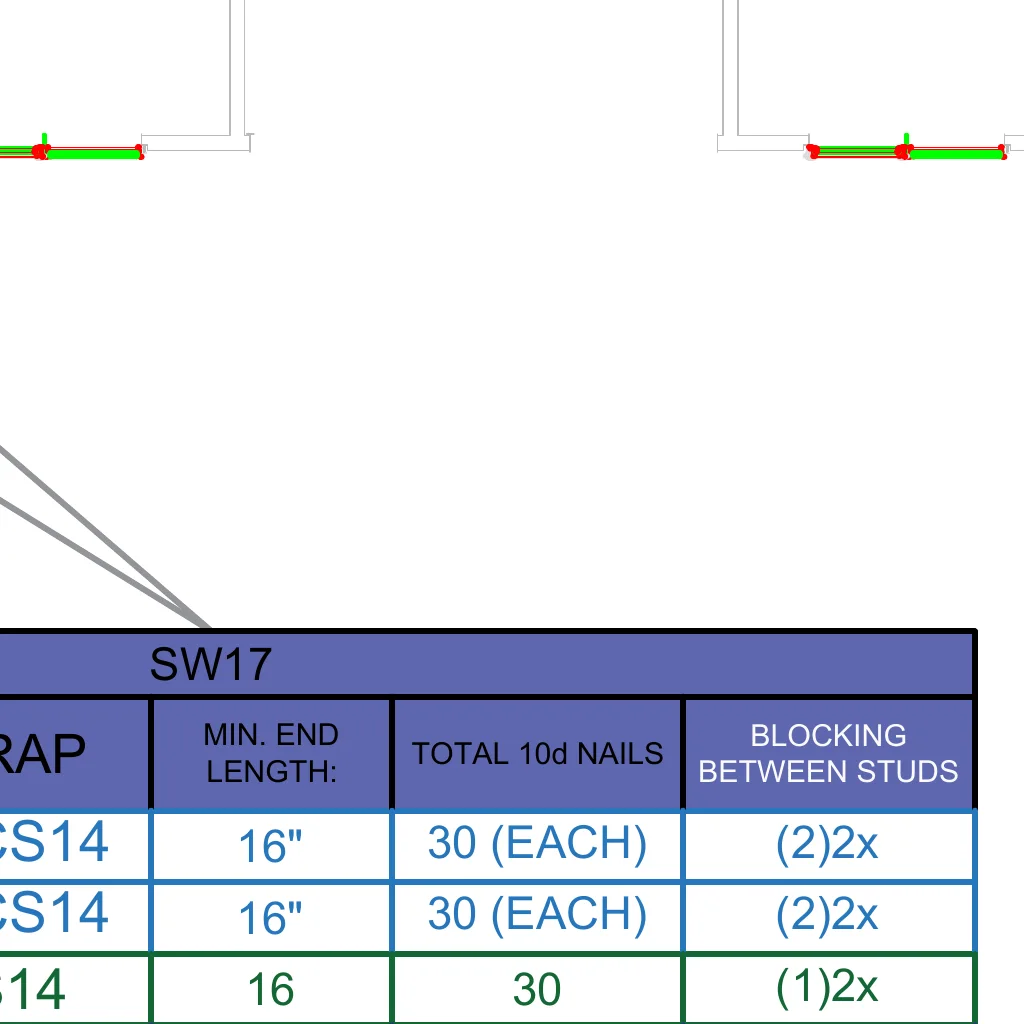 SW17
RAP
MIN. END
LENGTH:
TOTAL 10d NAILS
BLOCKING
BETWEEN STUDS
CS14
16"
30 (EACH)
(2)2x
CS14
16"
30 (EACH)
(2)2x
S14
16
30
(1)2x